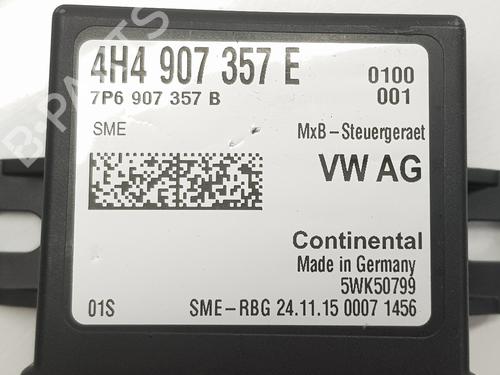 4H4 907 357 E 0100
7P6 907 357 B 001
SME MxB-Steuergeraet
VW AG
Continental
Made in Germany
5WK50799
01S SME-RBG 24.11.15 0007 1456
B-PARTS